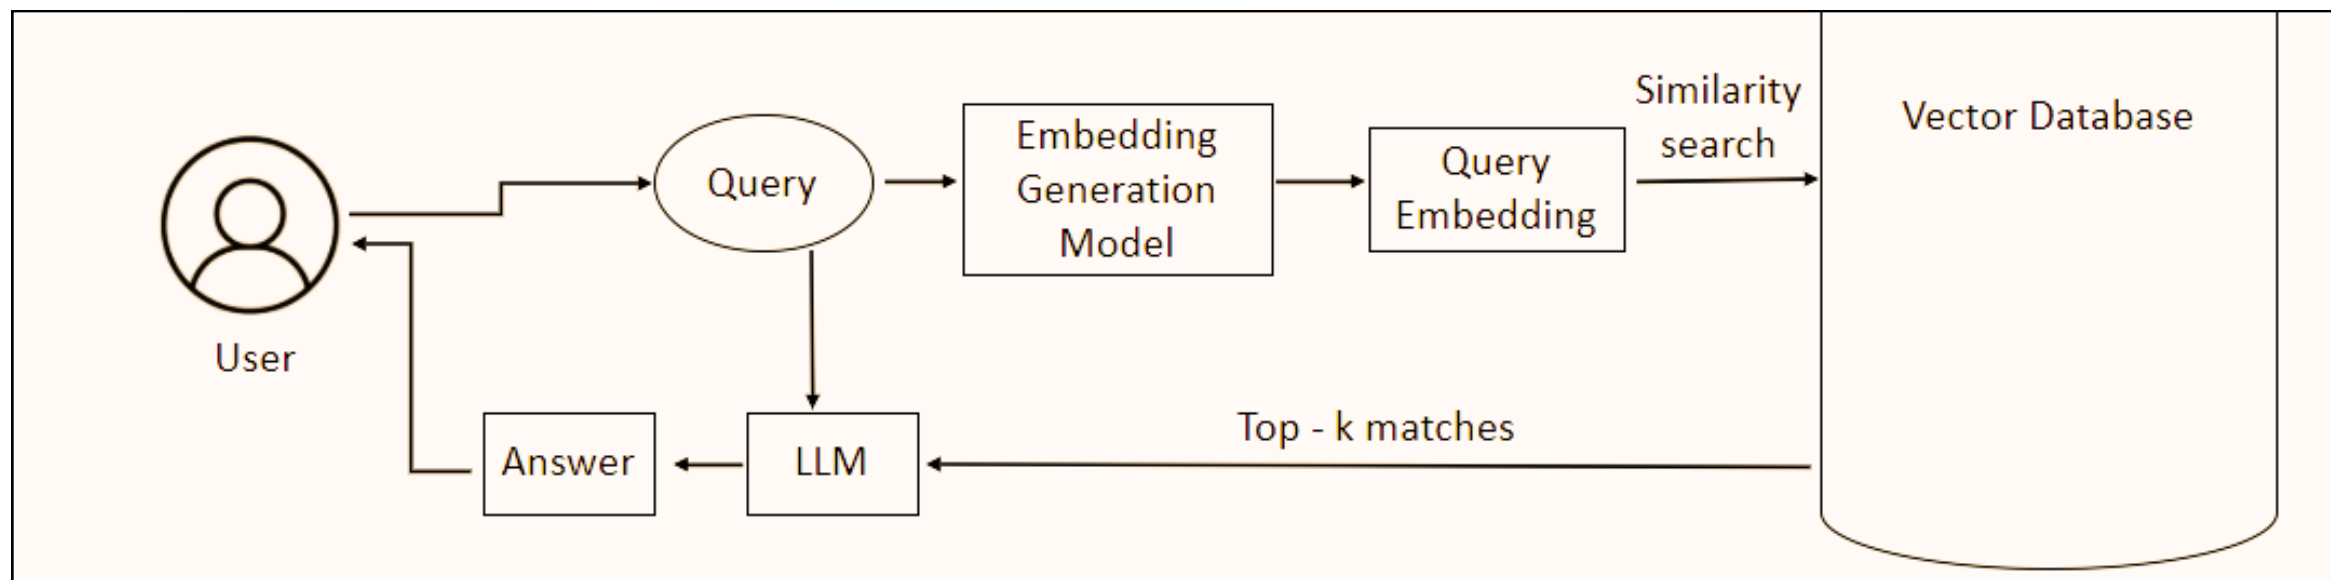 User
Query
Embedding
Generation
Model
Query
Embedding
Similarity
search
Vector Database
Top - k matches
LLM
Answer